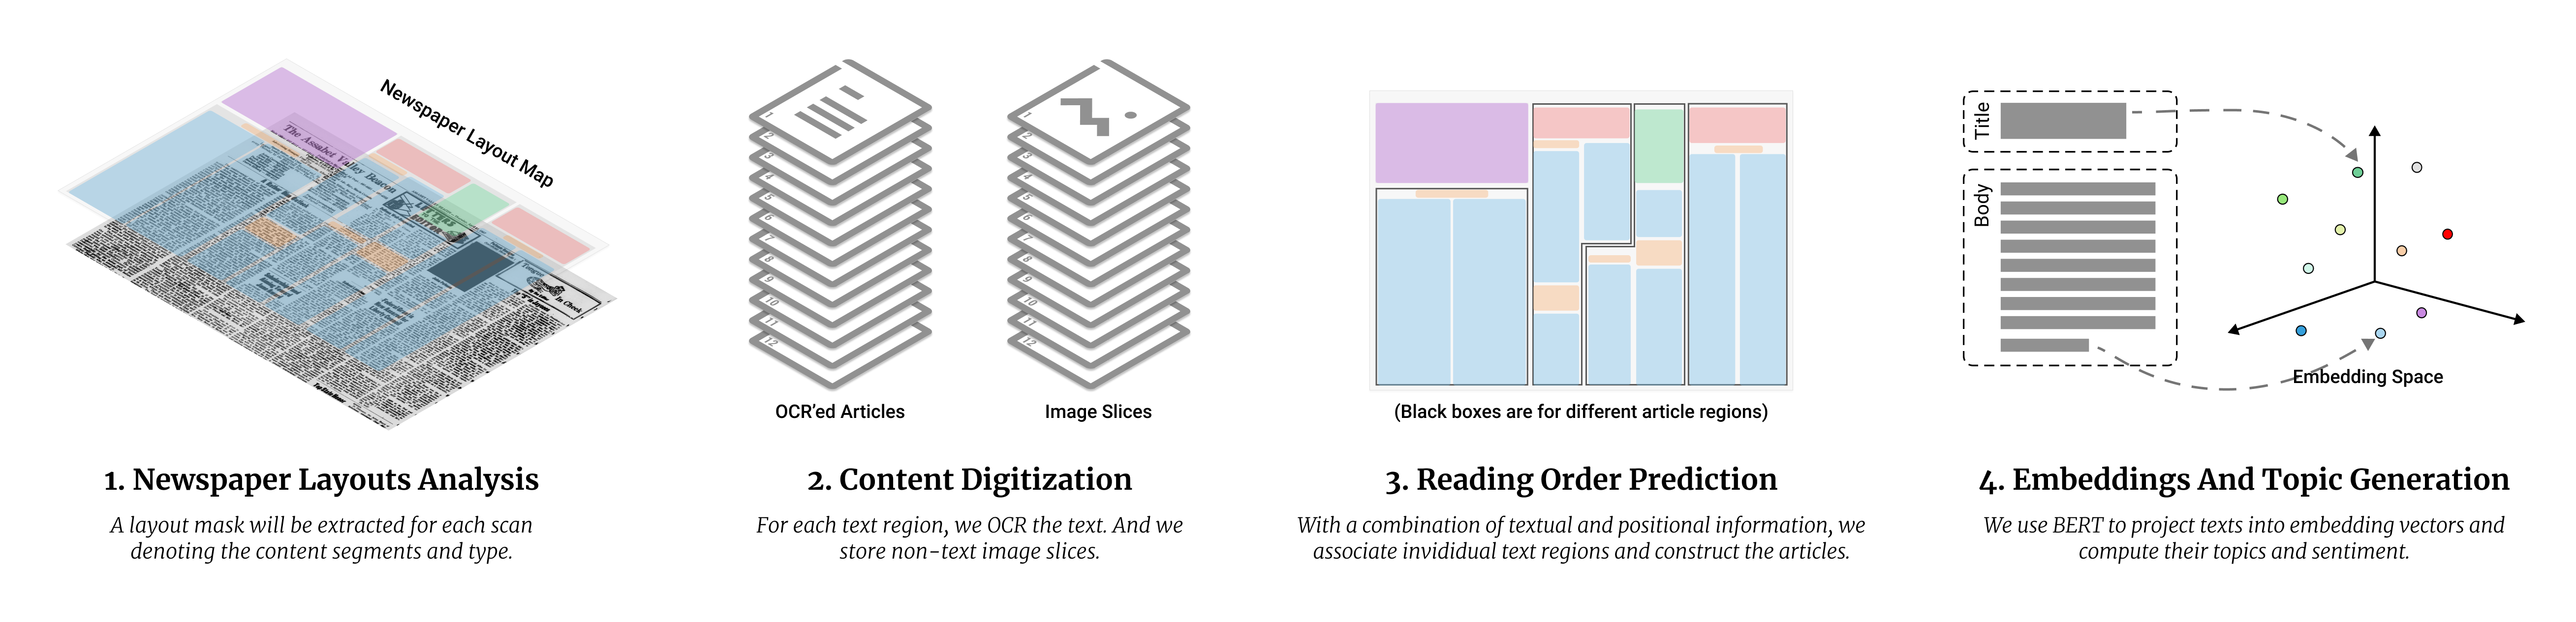 Newspaper Layout Map
The Assabet Valley Beacon
LETTERS
EDITOR
In Check
1
2
3
4
5
6
7
8
9
10
11
12
OCR'ed Articles
1
2
3
4
5
6
7
8
9
10
11
12
Image Slices
(Black boxes are for different article regions)
Title
Body
Embedding Space
1. Newspaper Layouts Analysis
A layout mask will be extracted for each scan
denoting the content segments and type.
2. Content Digitization
For each text region, we OCR the text. And we
store non-text image slices.
3. Reading Order Prediction
With a combination of textual and positional information, we
associate invididual text regions and construct the articles.
4. Embeddings And Topic Generation
We use BERT to project texts into embedding vectors and
compute their topics and sentiment.